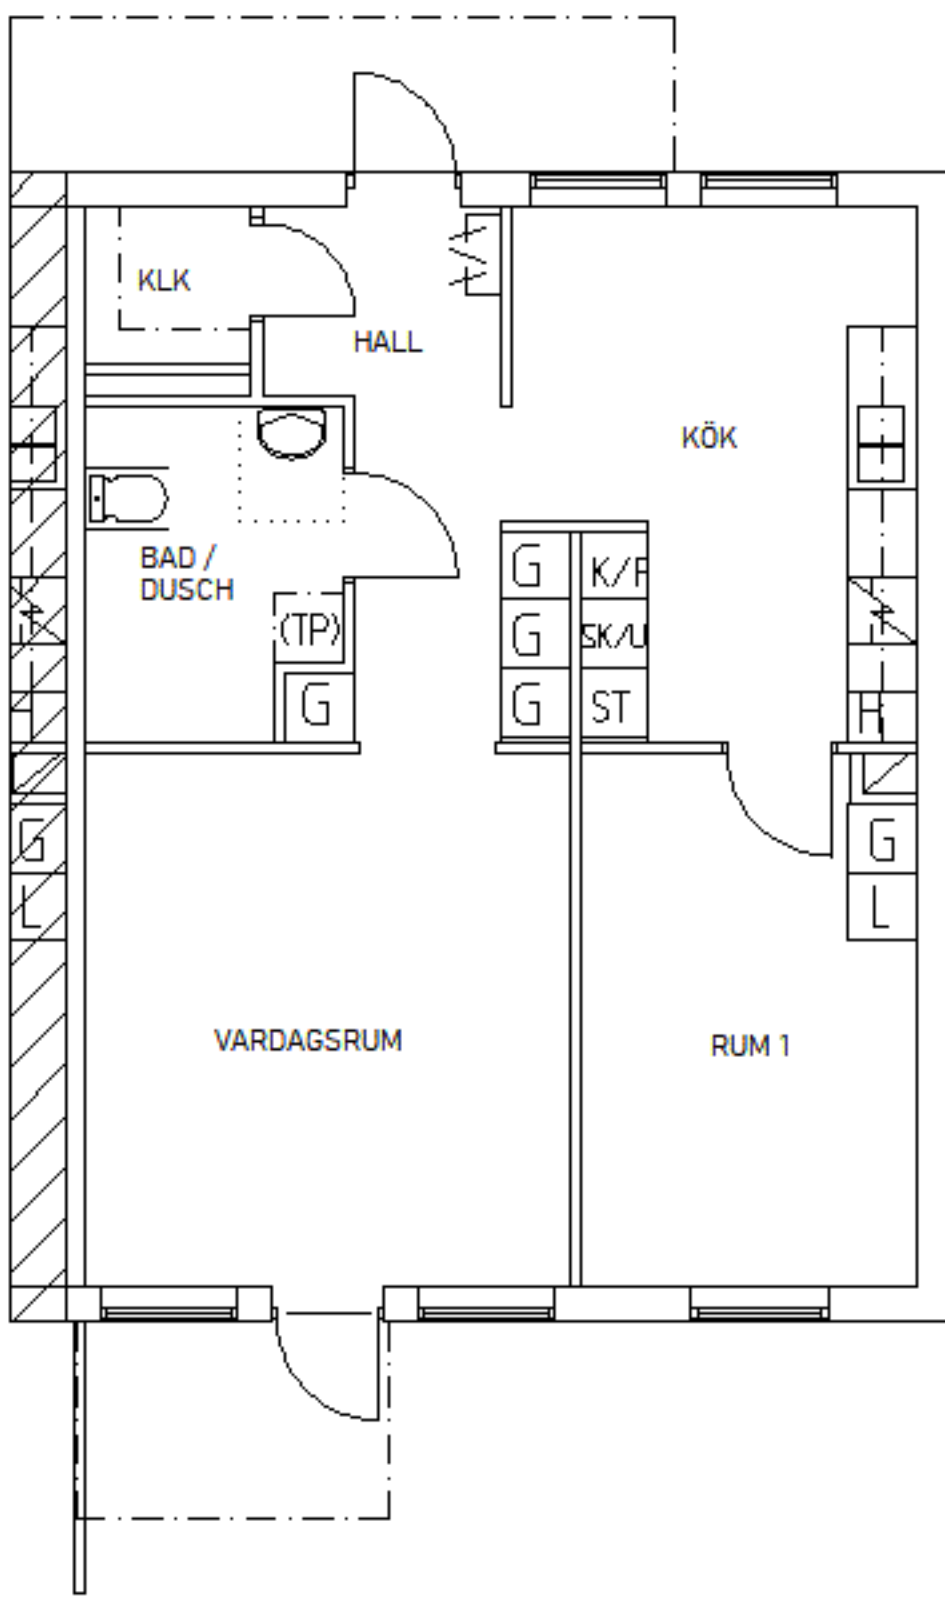 KLK
HALL
KÖK
BAD /
DUSCH
(TP)
G
G
G
G
K/F
SK/U
ST
H
G
L
G
L
VARDAGSRUM
RUM 1